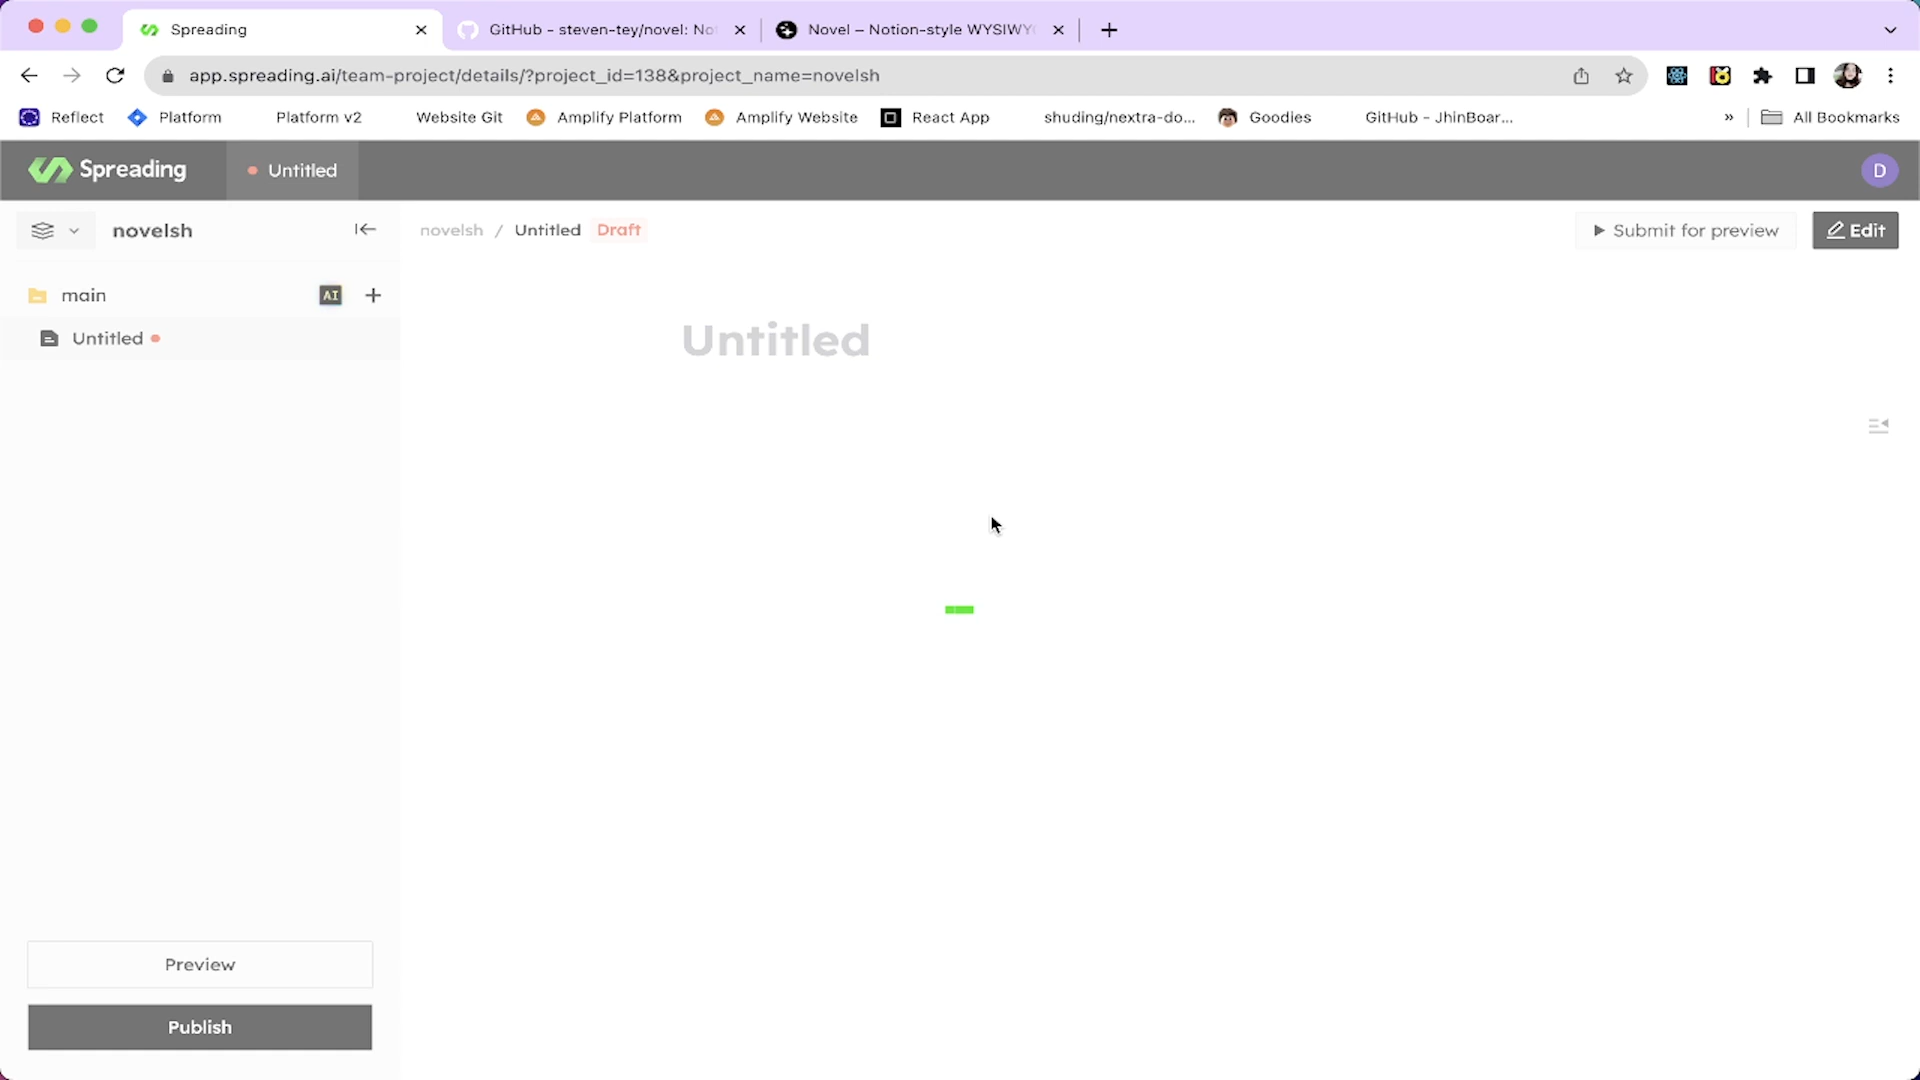 Spreading
GitHub - steven-tey/novel: No
Novel – Notion-style WYSIWY
app.spreading.ai/team-project/details/?project_id=138&project_name=novelsh
Reflect
Platform
Platform v2
Website Git
Amplify Platform
Amplify Website
React App
shuding/nextra-do...
Goodies
GitHub - JhinBoar...
»
All Bookmarks
Spreading
Untitled
D
novelsh
novelsh / Untitled Draft
Submit for preview
Edit
main
AI
Untitled
Untitled
Preview
Publish